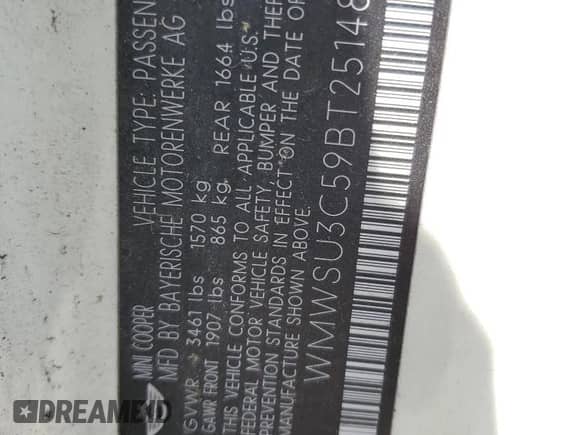 MINI COOPER VEHICLE TYPE: PASSEN
MFD BY BAYERISCHE MOTORENWERKE AG
GVWR 3461 lbs 1570 kg
GAWR FRONT 1907 lbs 865 kg, REAR 1664 lbs
THIS VEHICLE CONFORMS TO ALL APPLICABLE U.S.
FEDERAL MOTOR VEHICLE SAFETY, BUMPER AND THEF
PREVENTION STANDARDS IN EFFECT ON THE DATE OF
MANUFACTURE SHOWN ABOVE.
WMWSU3C59BT25148
DREAMBID